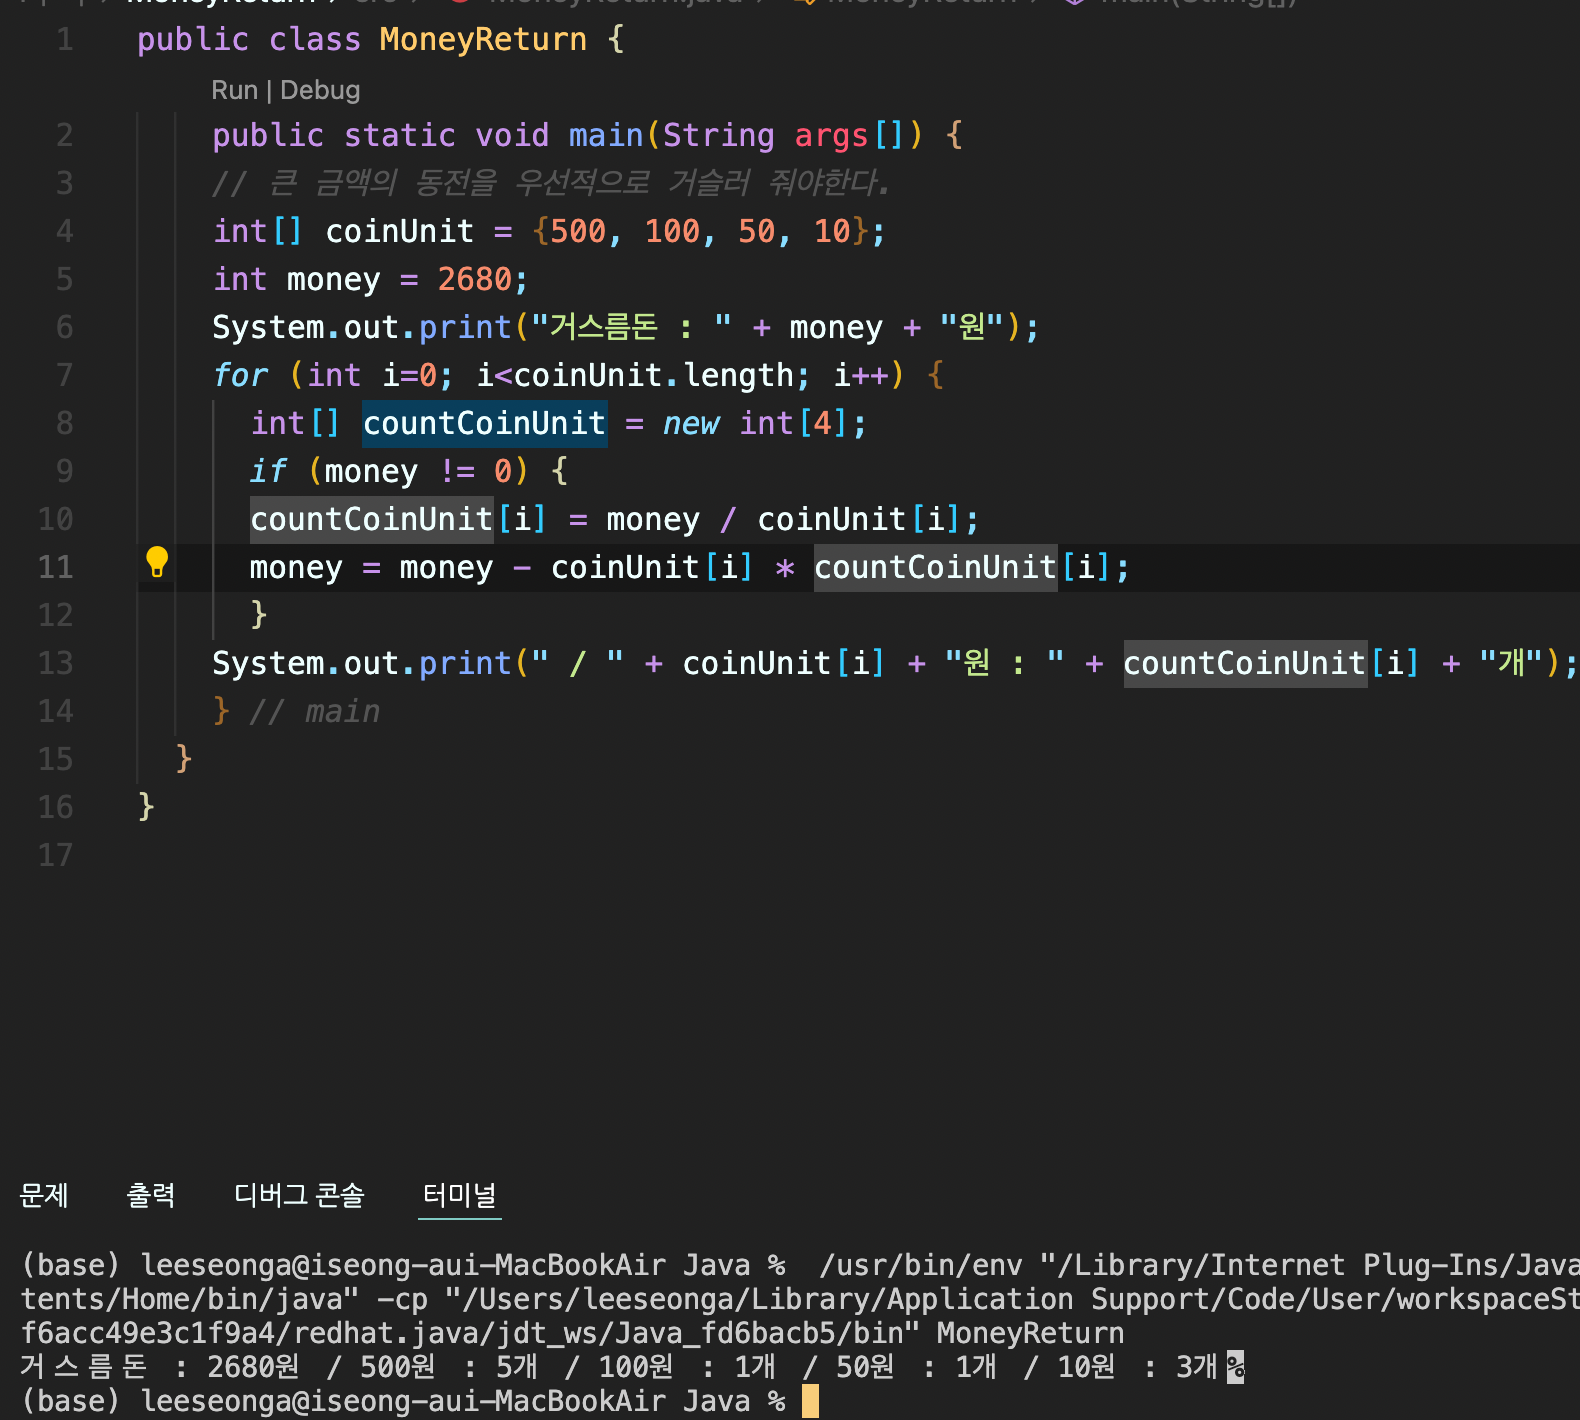 MoneyReturn > src > MoneyReturn.java > MoneyReturn > main(String[])
1 public class MoneyReturn {
Run | Debug
2 public static void main(String args[]) {
3 // 큰 금액의 동전을 우선적으로 거슬러 줘야한다.
4 int[] coinUnit = {500, 100, 50, 10};
5 int money = 2680;
6 System.out.print("거스름돈 : " + money + "원");
7 for (int i=0; i<coinUnit.length; i++) {
8 int[] countCoinUnit = new int[4];
9 if (money != 0) {
10 countCoinUnit[i] = money / coinUnit[i];
11 money = money - coinUnit[i] * countCoinUnit[i];
12 }
13 System.out.print(" / " + coinUnit[i] + "원 : " + countCoinUnit[i] + "개");
14 } // main
15 }
16 }
17
문제 출력 디버그 콘솔 터미널
(base) leeseonga@iseong-aui-MacBookAir Java % /usr/bin/env "/Library/Internet Plug-Ins/Java
tents/Home/bin/java" -cp "/Users/leeseonga/Library/Application Support/Code/User/workspaceSt
f6acc49e3c1f9a4/redhat.java/jdt_ws/Java_fd6bacb5/bin" MoneyReturn
거스름돈 : 2680원 / 500원 : 5개 / 100원 : 1개 / 50원 : 1개 / 10원 : 3개%
(base) leeseonga@iseong-aui-MacBookAir Java %